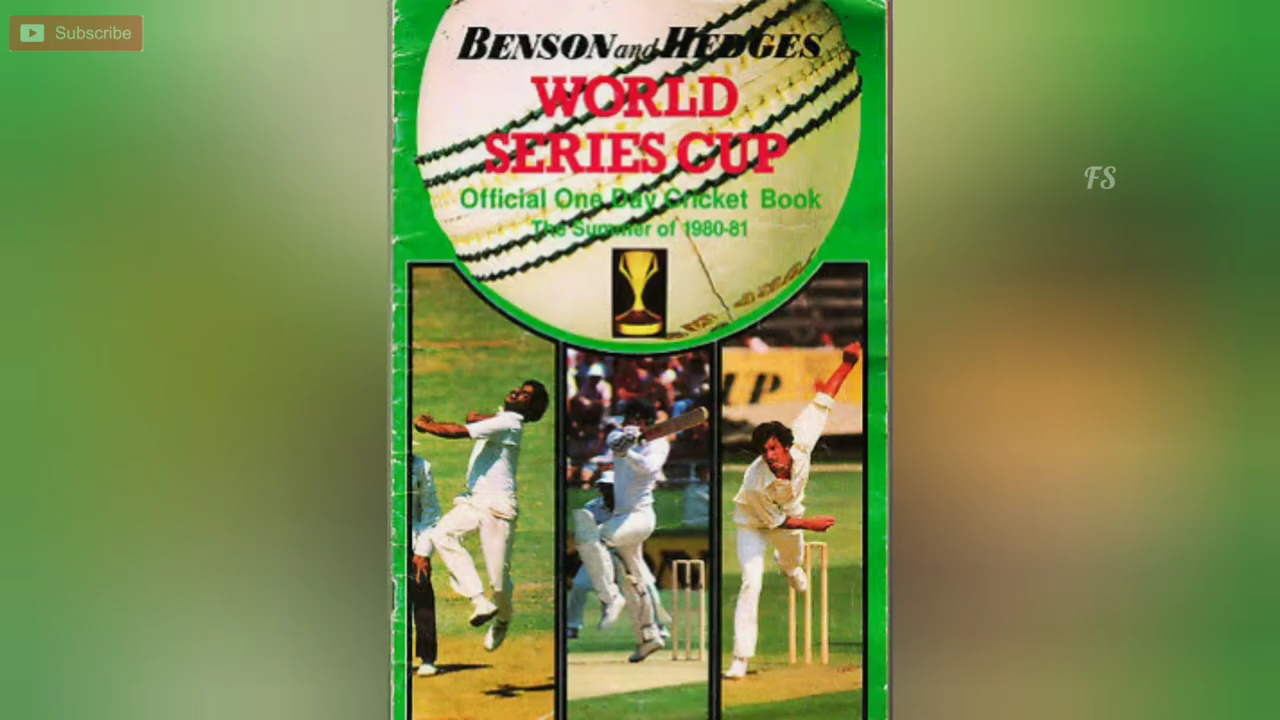 Subscribe
BENSON and HEDGES
WORLD
SERIES CUP
Official One Day Cricket Book
The Summer of 1980-81
FS